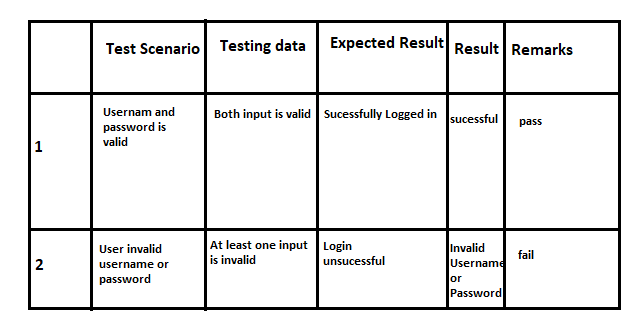 Test Scenario Testing data Expected Result Result Remarks
1
Usernam and
password is
valid
Both input is valid
Sucessfully Logged in
sucessful
pass
2
User invalid
username or
password
At least one input
is invalid
Login
unsucessful
Invalid
Username
or
Password
fail